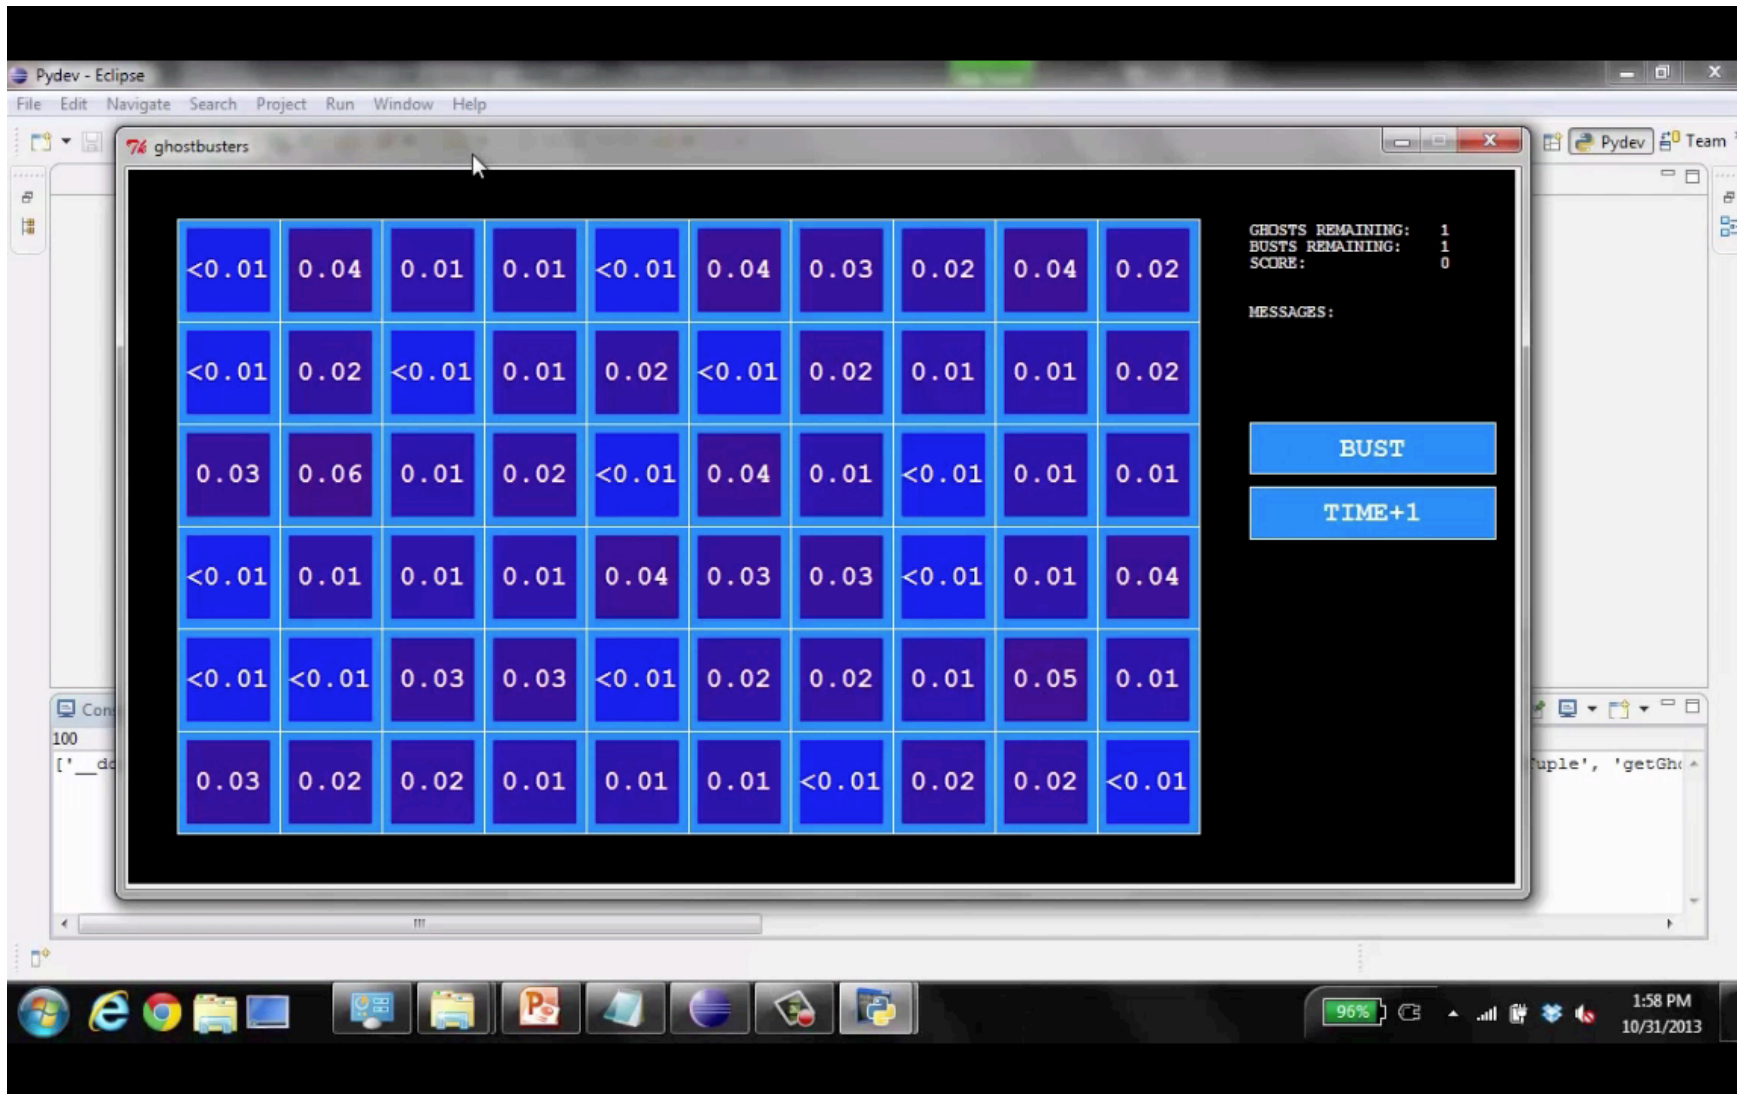 Pydev - Eclipse
File Edit Navigate Search Project Run Window Help
ghostbusters
Pydev Team
<0.01 0.04 0.01 0.01 <0.01 0.04 0.03 0.02 0.04 0.02
<0.01 0.02 <0.01 0.01 0.02 <0.01 0.02 0.01 0.01 0.02
0.03 0.06 0.01 0.02 <0.01 0.04 0.01 <0.01 0.01 0.01
<0.01 0.01 0.01 0.01 0.04 0.03 0.03 <0.01 0.01 0.04
<0.01 <0.01 0.03 0.03 <0.01 0.02 0.02 0.01 0.05 0.01
0.03 0.02 0.02 0.01 0.01 0.01 <0.01 0.02 0.02 <0.01
GHOSTS REMAINING: 1
BUSTS REMAINING: 1
SCORE: 0
MESSAGES:
BUST
TIME+1
Cons
100
['__do
Tuple', 'getGho
96%
1:58 PM
10/31/2013